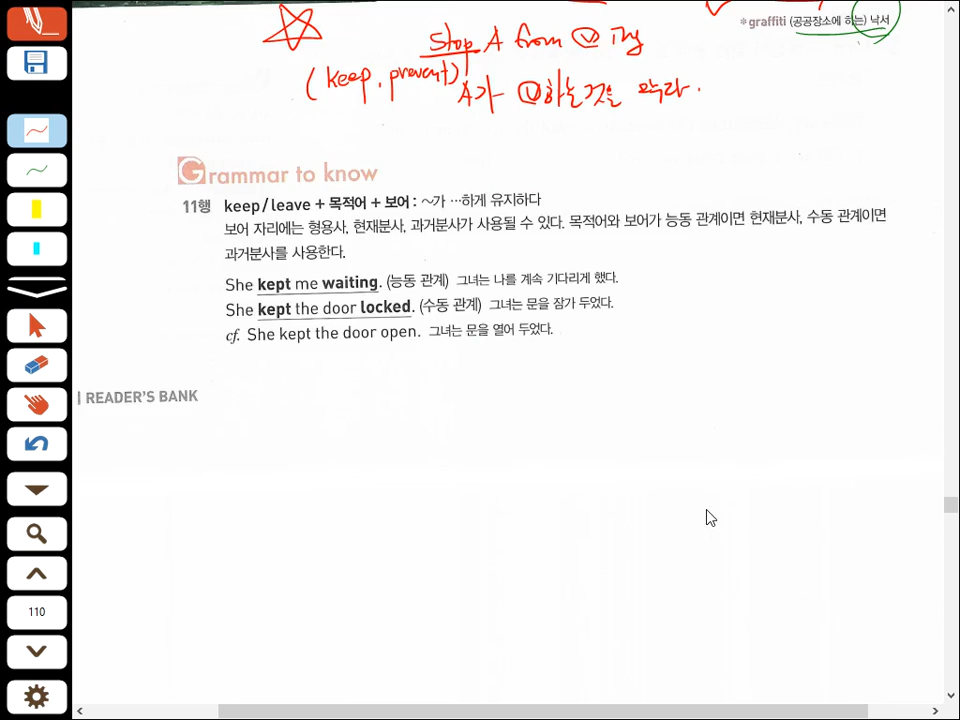 *graffiti (공공장소에 하는) 낙서
Stop A from ⓥ ing
(keep, prevent)
A가 ⓥ하는것을 막다.
Grammar to know
11행 keep/leave + 목적어 + 보어 : ~가 …하게 유지하다
보어 자리에는 형용사, 현재분사, 과거분사가 사용될 수 있다. 목적어와 보어가 능동 관계이면 현재분사, 수동 관계이면
과거분사를 사용한다.
She kept me waiting. (능동 관계) 그녀는 나를 계속 기다리게 했다.
She kept the door locked. (수동 관계) 그녀는 문을 잠가 두었다.
cf. She kept the door open. 그녀는 문을 열어 두었다.
| READER'S BANK
110